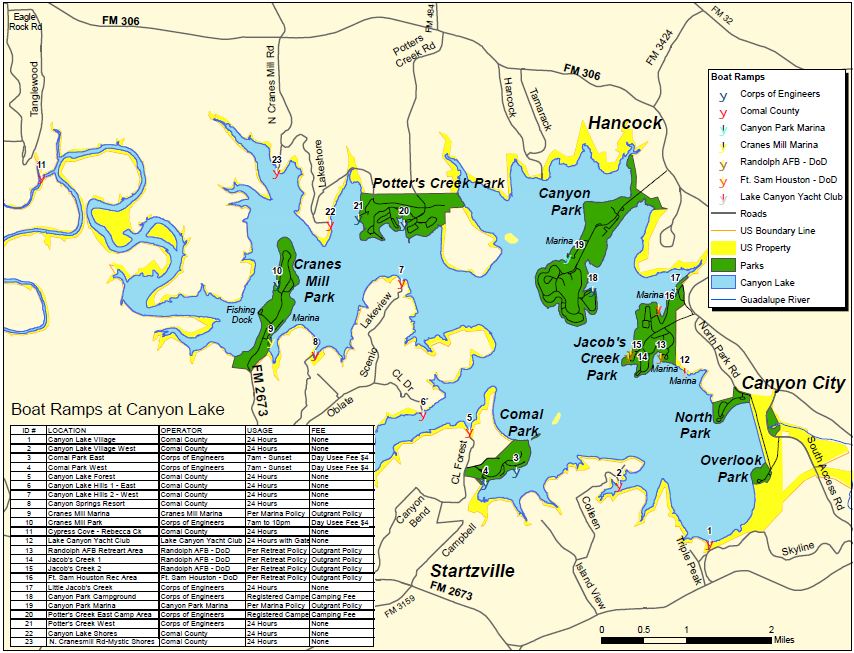 Eagle
Rock Rd
FM 306
FM 484
FM 32
Potters
Creek Rd
FM 3424
Tanglewood
N Cranes Mill Rd
FM 306
Hancock
Tamarack
Boat Ramps
Corps of Engineers
Comal County
Canyon Park Marina
Cranes Mill Marina
Randolph AFB - DoD
Ft. Sam Houston - DoD
Lake Canyon Yacht Club
Roads
US Boundary Line
US Property
Parks
Canyon Lake
Guadalupe River
Hancock
Lakeshore
11
23
Potter's Creek Park
22
21
20
Canyon
Park
Marina
19
18
17
Marina
16
Cranes
Mill
Park
10
7
Fishing
Dock
Marina
9
8
Lakeview
Scenic
Jacob's
Creek
Park
15
14
13
Marina
12
Marina
North Park Rd
FM 2673
Oblate
CL Dr
6
Canyon City
North
Park
Overlook
Park
South Access Rd
Comal
Park
5
4
3
2
1
CL Forest
Canyon
Bend
Campbell
Colleen
Island View
Triple Peak
Skyline
Startzville
FM 2673
FM 3159
0 0.5 1 2
Miles
Boat Ramps at Canyon Lake
ID # LOCATION OPERATOR USAGE FEE
1 Canyon Lake Village Comal County 24 Hours None
2 Canyon Lake Village West Comal County 24 Hours None
3 Comal Park East Corps of Engineers 7am - Sunset Day Usee Fee $4
4 Comal Park West Corps of Engineers 7am - Sunset Day Usee Fee $4
5 Canyon Lake Forest Comal County 24 Hours None
6 Canyon Lake Hills 1 - East Comal County 24 Hours None
7 Canyon Lake Hills 2 - West Comal County 24 Hours None
8 Canyon Springs Resort Comal County 24 Hours None
9 Cranes Mill Marina Cranes Mill Marina Per Marina Policy Outgrant Policy
10 Cranes Mill Park Corps of Engineers 7am to 10pm Day Usee Fee $4
11 Cypress Cove - Rebecca Ck Comal County 24 Hours None
12 Lake Canyon Yacht Club Lake Canyon Yacht Club 24 Hours with Gate None
13 Randolph AFB Retreart Area Randolph AFB - DoD Per Retreat Policy Outgrant Policy
14 Jacob's Creek 1 Randolph AFB - DoD Per Retreat Policy Outgrant Policy
15 Jacob's Creek 2 Randolph AFB - DoD Per Retreat Policy Outgrant Policy
16 Ft. Sam Houston Rec Area Ft. Sam Houston - DoD Per Retreat Policy Outgrant Policy
17 Little Jacob's Creek Corps of Engineers 24 Hours None
18 Canyon Park Campground Corps of Engineers Registered Campe Camping Fee
19 Canyon Park Marina Canyon Park Marina Per Marina Policy Outgrant Policy
20 Potter's Creek East Camp Area Corps of Engineers Registered Campe Camping Fee
21 Potter's Creek West Corps of Engineers 24 Hours None
22 Canyon Lake Shores Comal County 24 Hours None
23 N. Cranesmill Rd-Mystic Shores Comal County 24 Hours None